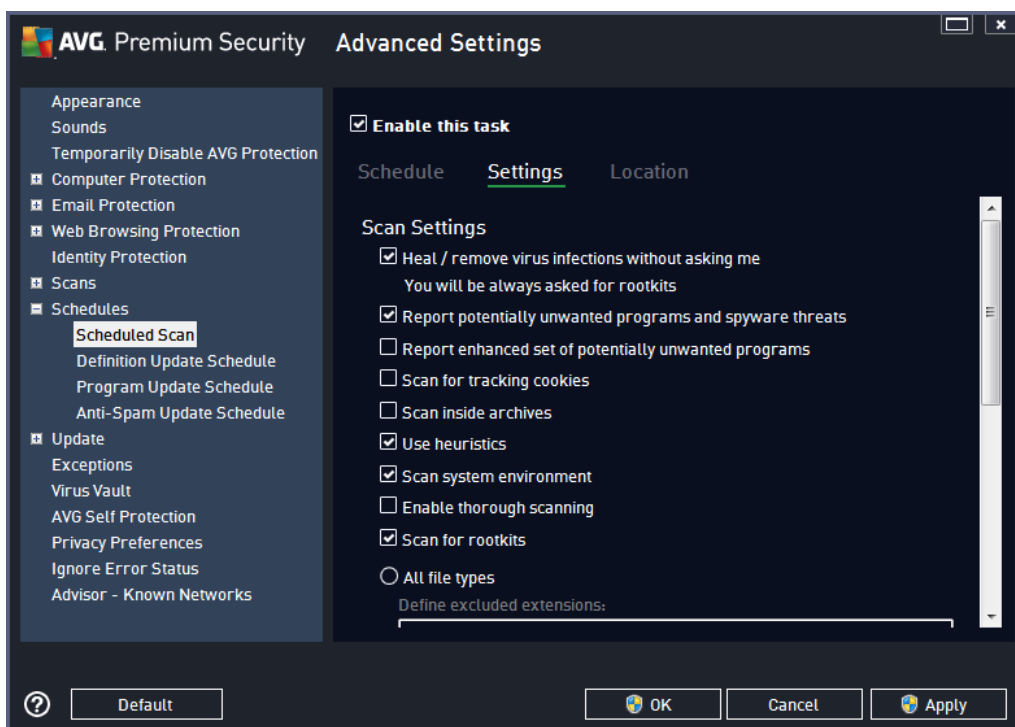 AVG. Premium Security
Advanced Settings
Appearance
Sounds
Temporarily Disable AVG Protection
Computer Protection
Email Protection
Web Browsing Protection
Identity Protection
Scans
Schedules
Scheduled Scan
Definition Update Schedule
Program Update Schedule
Anti-Spam Update Schedule
Update
Exceptions
Virus Vault
AVG Self Protection
Privacy Preferences
Ignore Error Status
Advisor - Known Networks
Enable this task
Schedule Settings Location
Scan Settings
Heal / remove virus infections without asking me
You will be always asked for rootkits
Report potentially unwanted programs and spyware threats
Report enhanced set of potentially unwanted programs
Scan for tracking cookies
Scan inside archives
Use heuristics
Scan system environment
Enable thorough scanning
Scan for rootkits
All file types
Define excluded extensions:
? Default OK Cancel Apply